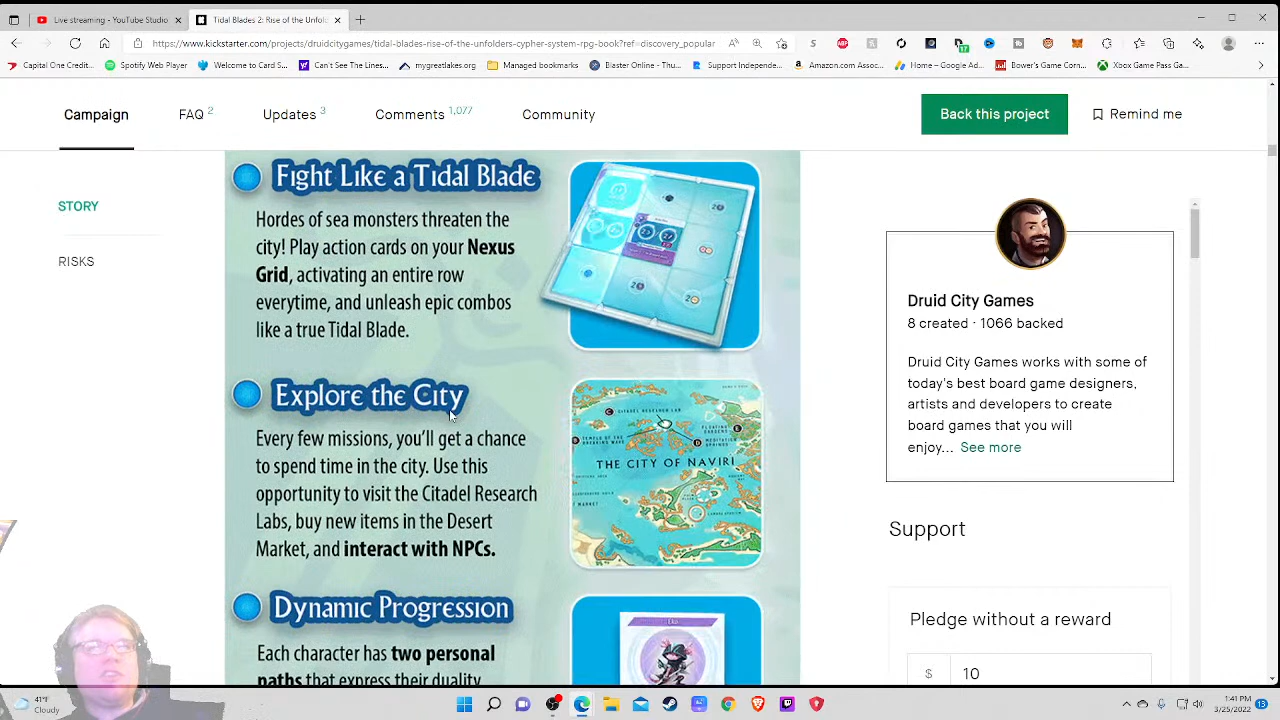 Live streaming - YouTube Studio
Tidal Blades 2: Rise of the Unfol
https://www.kickstarter.com/projects/druidcitygames/tidal-blades-rise-of-the-unfolders-cypher-system-rpg-book?ref=discovery_popular
Capital One Credit... Spotify Web Player Welcome to Card S... Can't See The Lines... mygreatlakes.org Managed bookmarks Blaster Online - Thu... Support Independe... Amazon.com Assoc... Home – Google Ad... Bower's Game Corn... Xbox Game Pass Ga...
Campaign FAQ 2 Updates 3 Comments 1,077 Community Back this project Remind me
STORY
RISKS
Fight Like a Tidal Blade
Hordes of sea monsters threaten the
city! Play action cards on your Nexus
Grid, activating an entire row
everytime, and unleash epic combos
like a true Tidal Blade.
Explore the City
Every few missions, you'll get a chance
to spend time in the city. Use this
opportunity to visit the Citadel Research
Labs, buy new items in the Desert
Market, and interact with NPCs.
CITADEL RESEARCH LAB
THE CITY OF NAVIRI
Dynamic Progression
Each character has two personal
paths that express their duality
Druid City Games
8 created · 1066 backed
Druid City Games works with some of
today's best board game designers,
artists and developers to create
board games that you will
enjoy... See more
Support
Pledge without a reward
$ 10
43°F
Cloudy
1:41 PM
3/25/2022